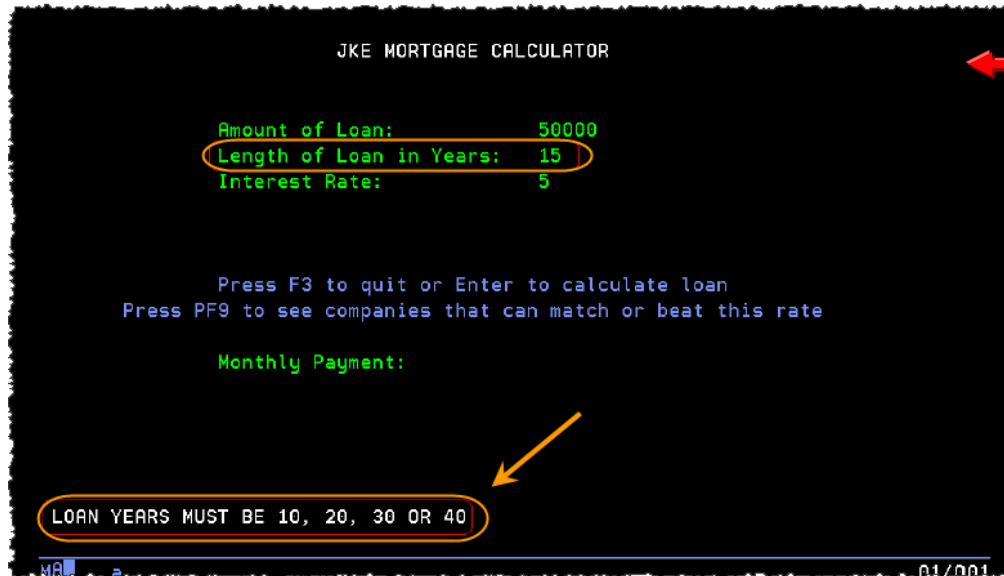 JKE MORTGAGE CALCULATOR
Amount of Loan: 50000
Length of Loan in Years: 15
Interest Rate: 5
Press F3 to quit or Enter to calculate loan
Press PF9 to see companies that can match or beat this rate
Monthly Payment:
LOAN YEARS MUST BE 10, 20, 30 OR 40
MA a 01/001